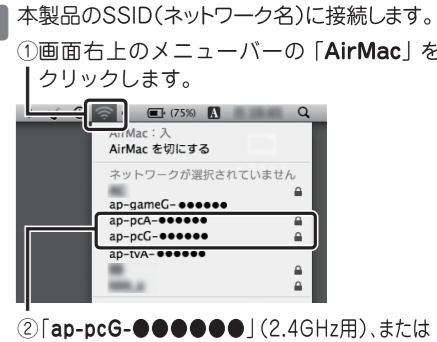 本製品のSSID(ネットワーク名)に接続します。
①画面右上のメニューバーの「AirMac」を
クリックします。
(75%) A
AirMac：入
AirMac を切にする
ネットワークが選択されていません
ap-gameG-●●●●●●
ap-pcA-●●●●●●
ap-pcG-●●●●●●
ap-tvA-●●●●●●
②「ap-pcG-●●●●●●」(2.4GHz用)、または